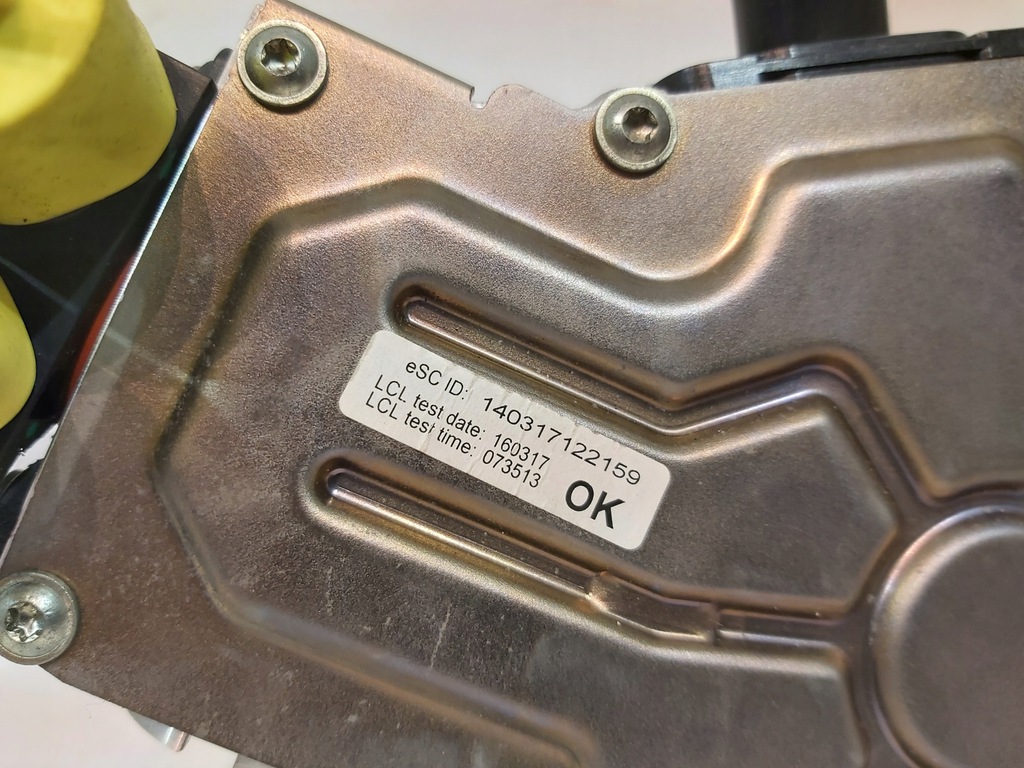 eSC ID: 140317122159
LCL test date: 160317
LCL test time: 073513
OK